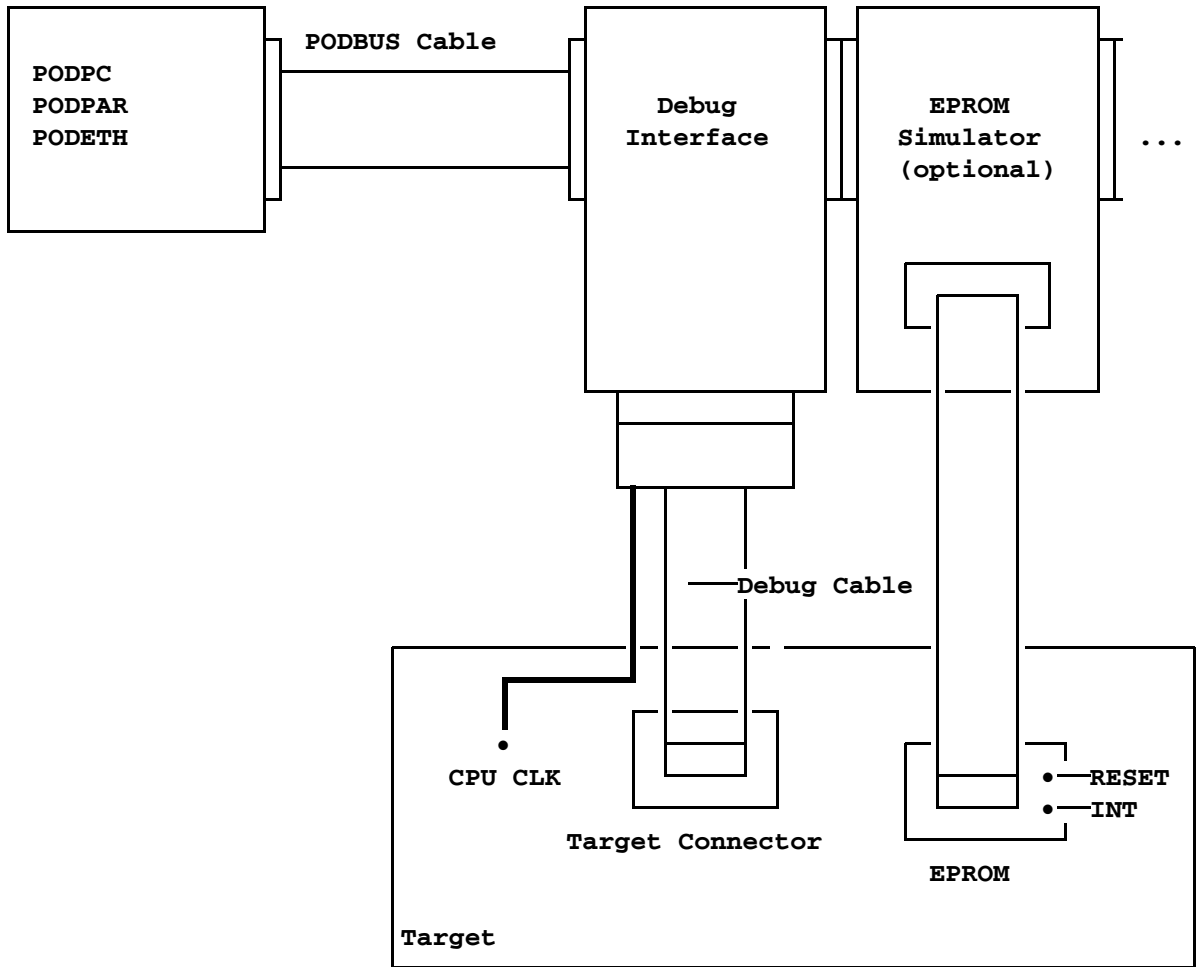 PODBUS Cable
PODPC
PODPAR
PODETH
Debug
Interface
EPROM
Simulator
(optional)
...
Debug Cable
CPU CLK
RESET
INT
Target Connector
EPROM
Target